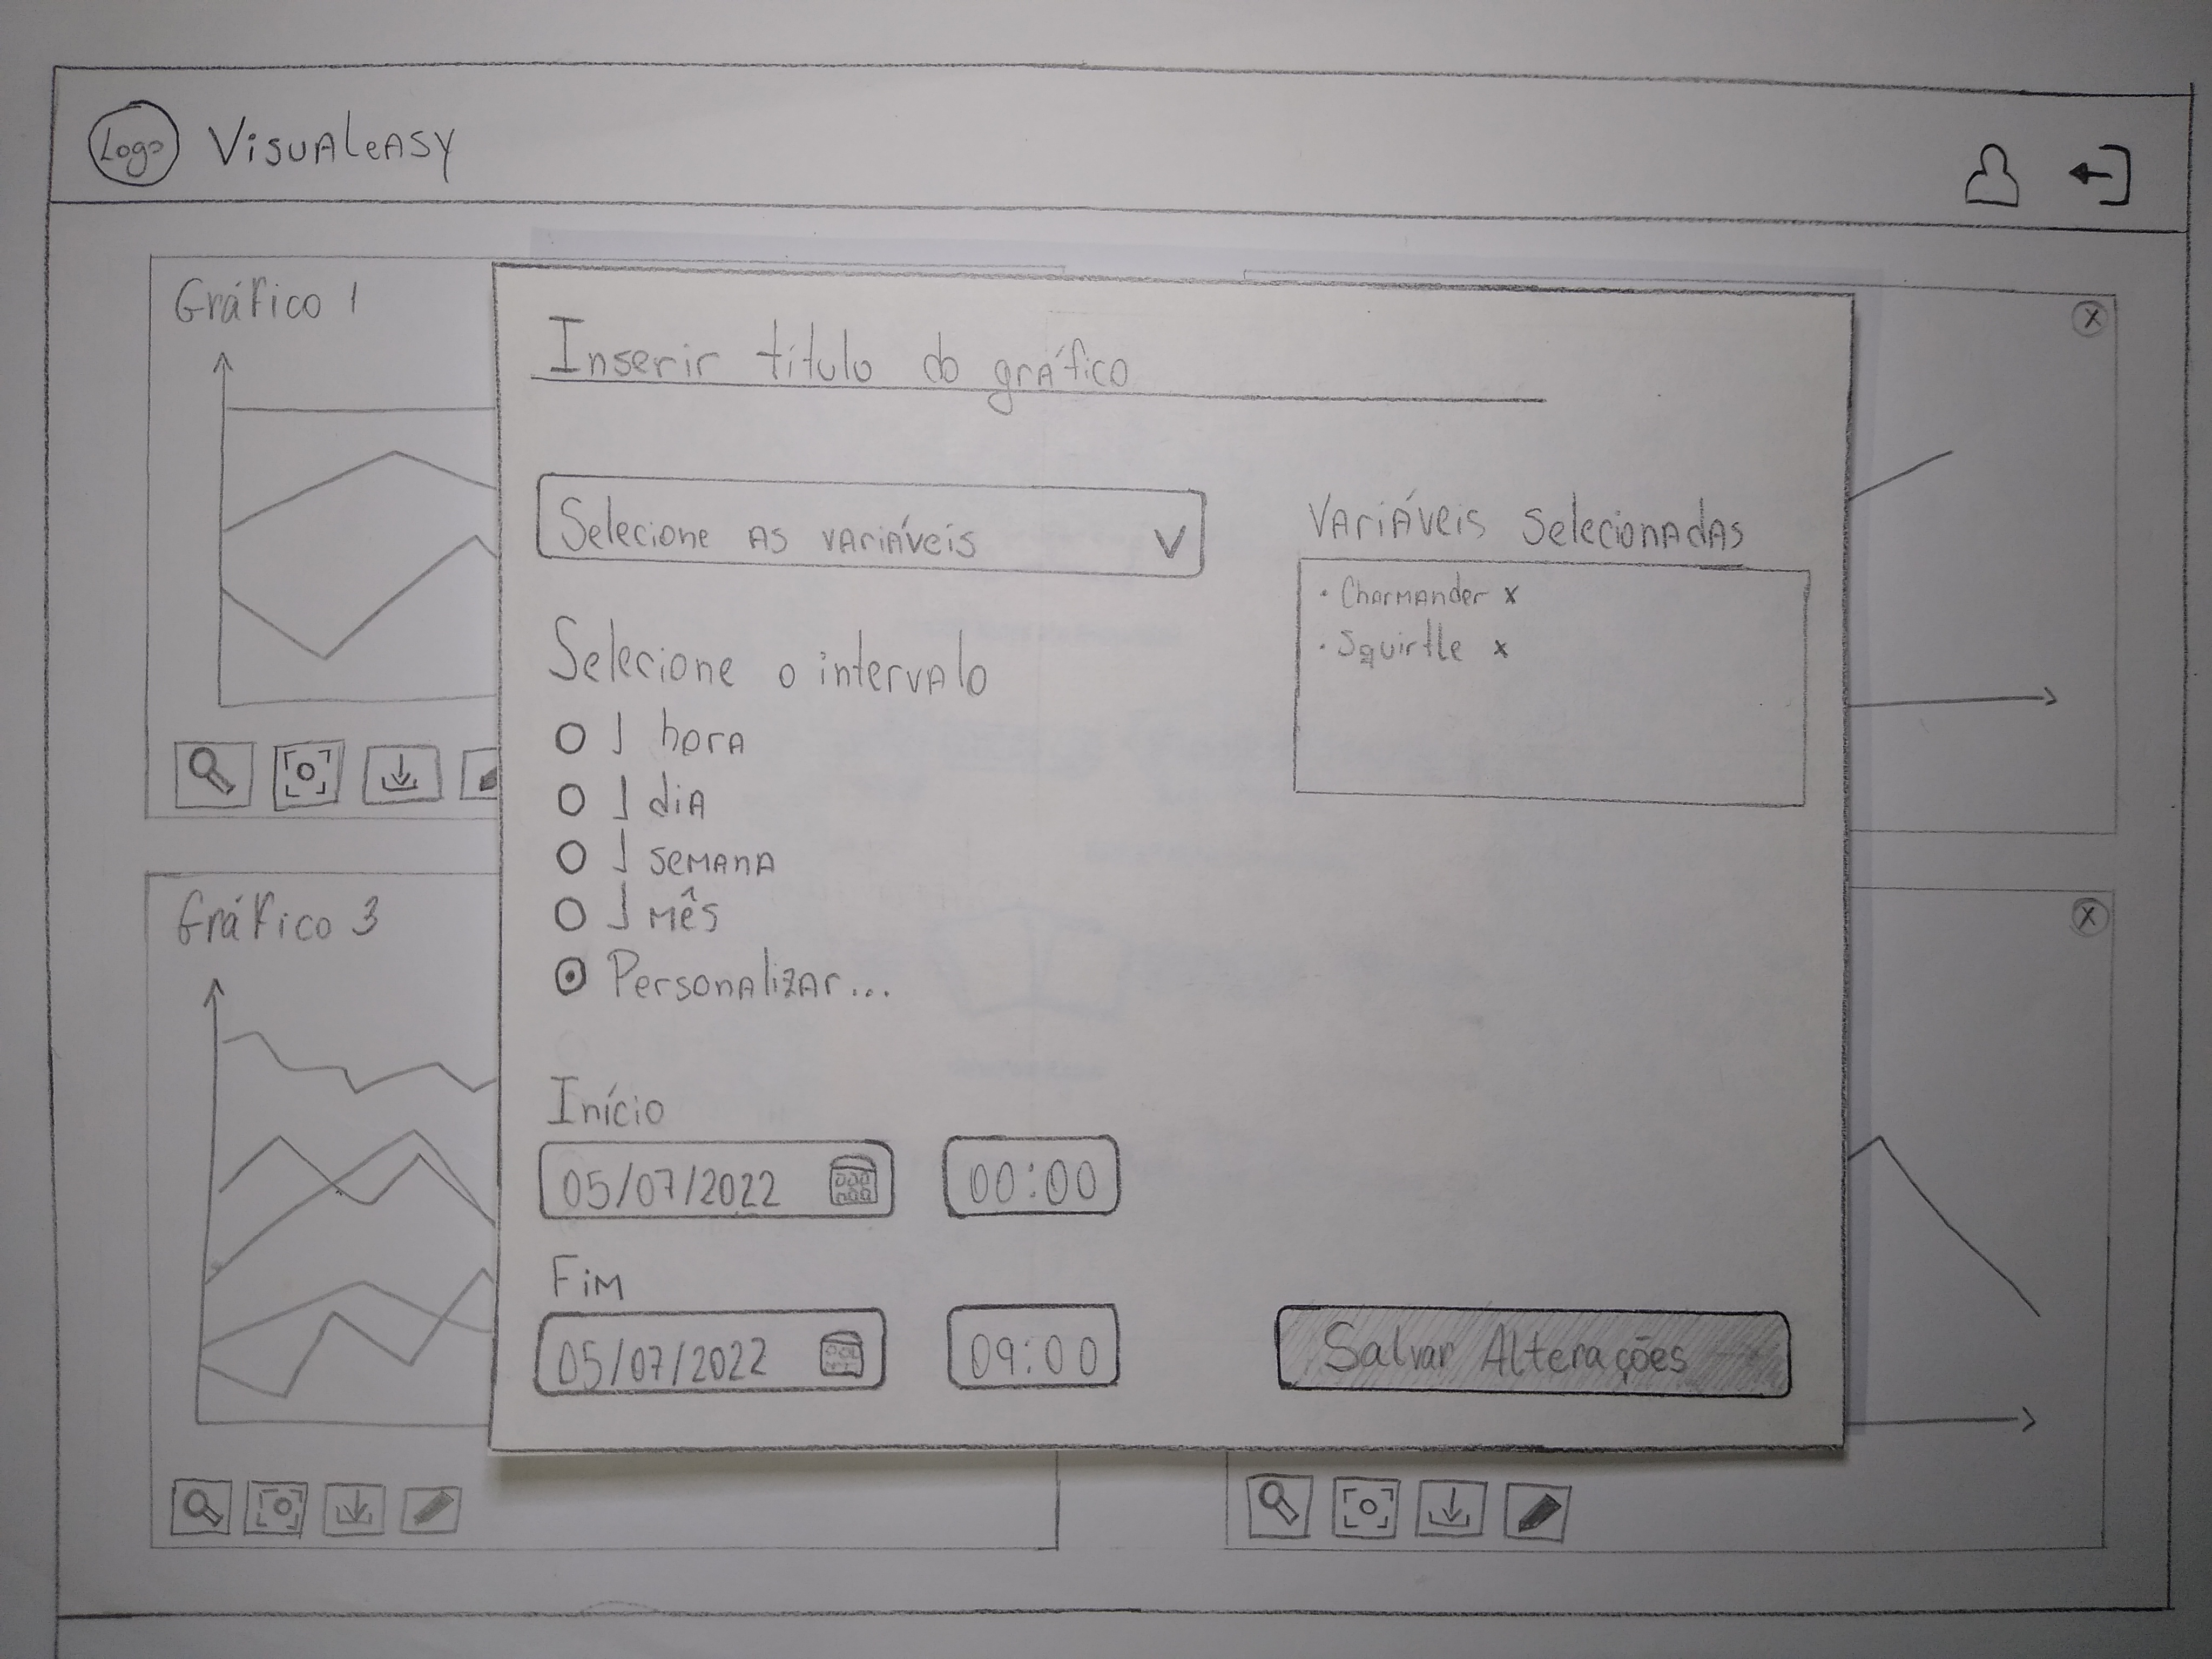 Logo Visualeasy
Gráfico 1
X
Inserir título do gráfico
Selecione as variáveis
Variáveis selecionadas
• Charmander x
• Squirtle x
Selecione o intervalo
1 hora
1 dia
1 semana
1 mês
Personalizar...
Gráfico 3
X
Início
05/07/2022 00:00
Fim
05/07/2022 09:00
Salvar Alterações